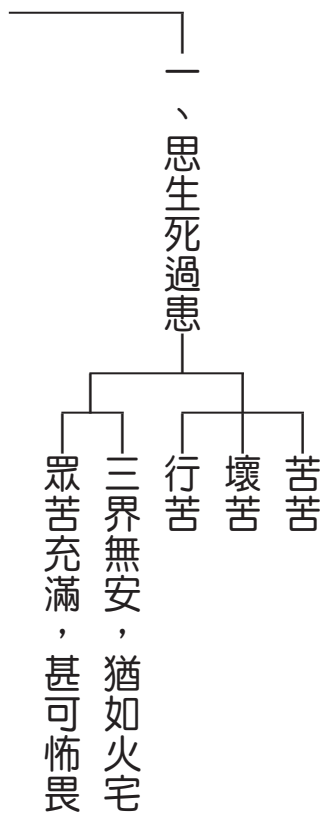 一、思生死過患
苦苦
壞苦
行苦
三界無安，猶如火宅
眾苦充滿，甚可怖畏